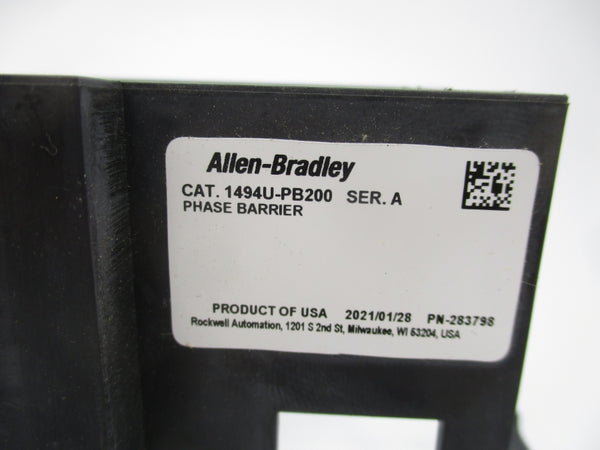 Allen-Bradley
CAT. 1494U-PB200 SER. A
PHASE BARRIER
PRODUCT OF USA 2021/01/28 PN-283798
Rockwell Automation, 1201 S 2nd St, Milwaukee, WI 53204, USA